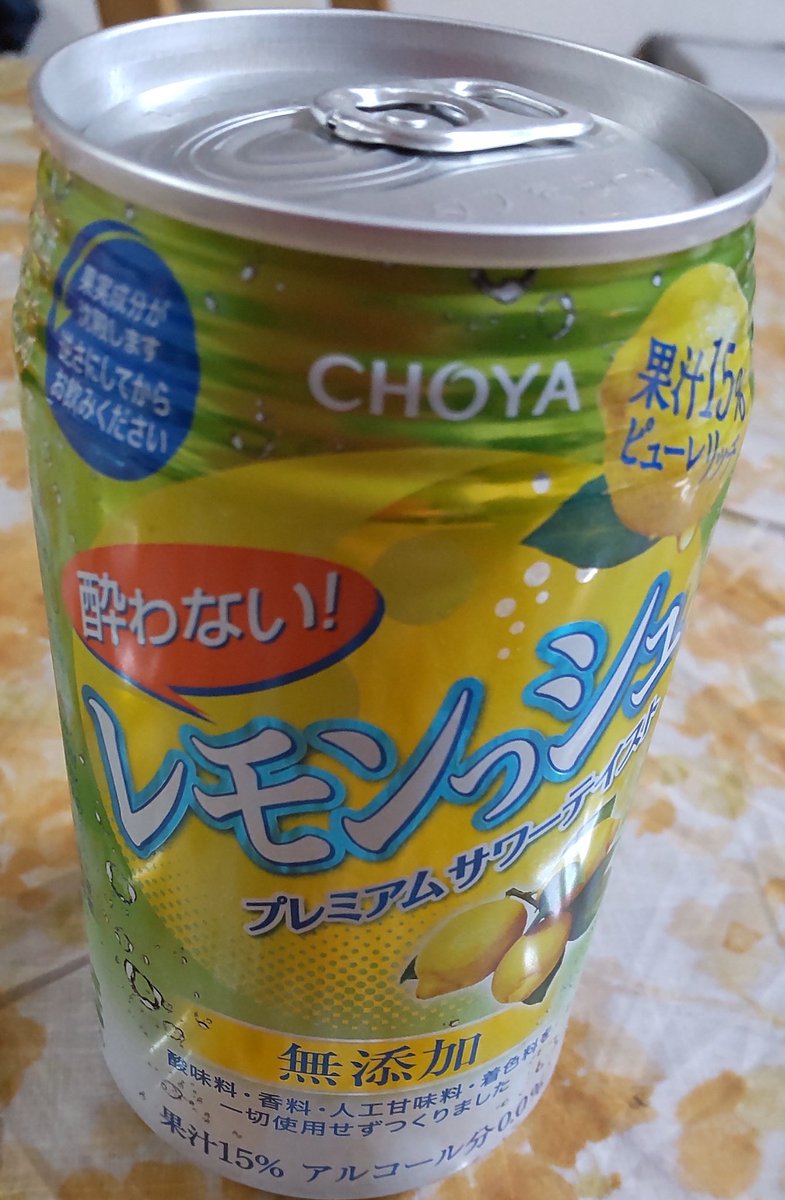 果実成分が
沈殿します
逆さにしてから
お飲みください
CHOYA
果汁15%
ピューレリッチ
酔わない!
レモンっシュ
プレミアムサワーテイスト
無添加
酸味料・香料・人工甘味料・着色料を
一切使用せずつくりました
果汁15% アルコール分0.0%